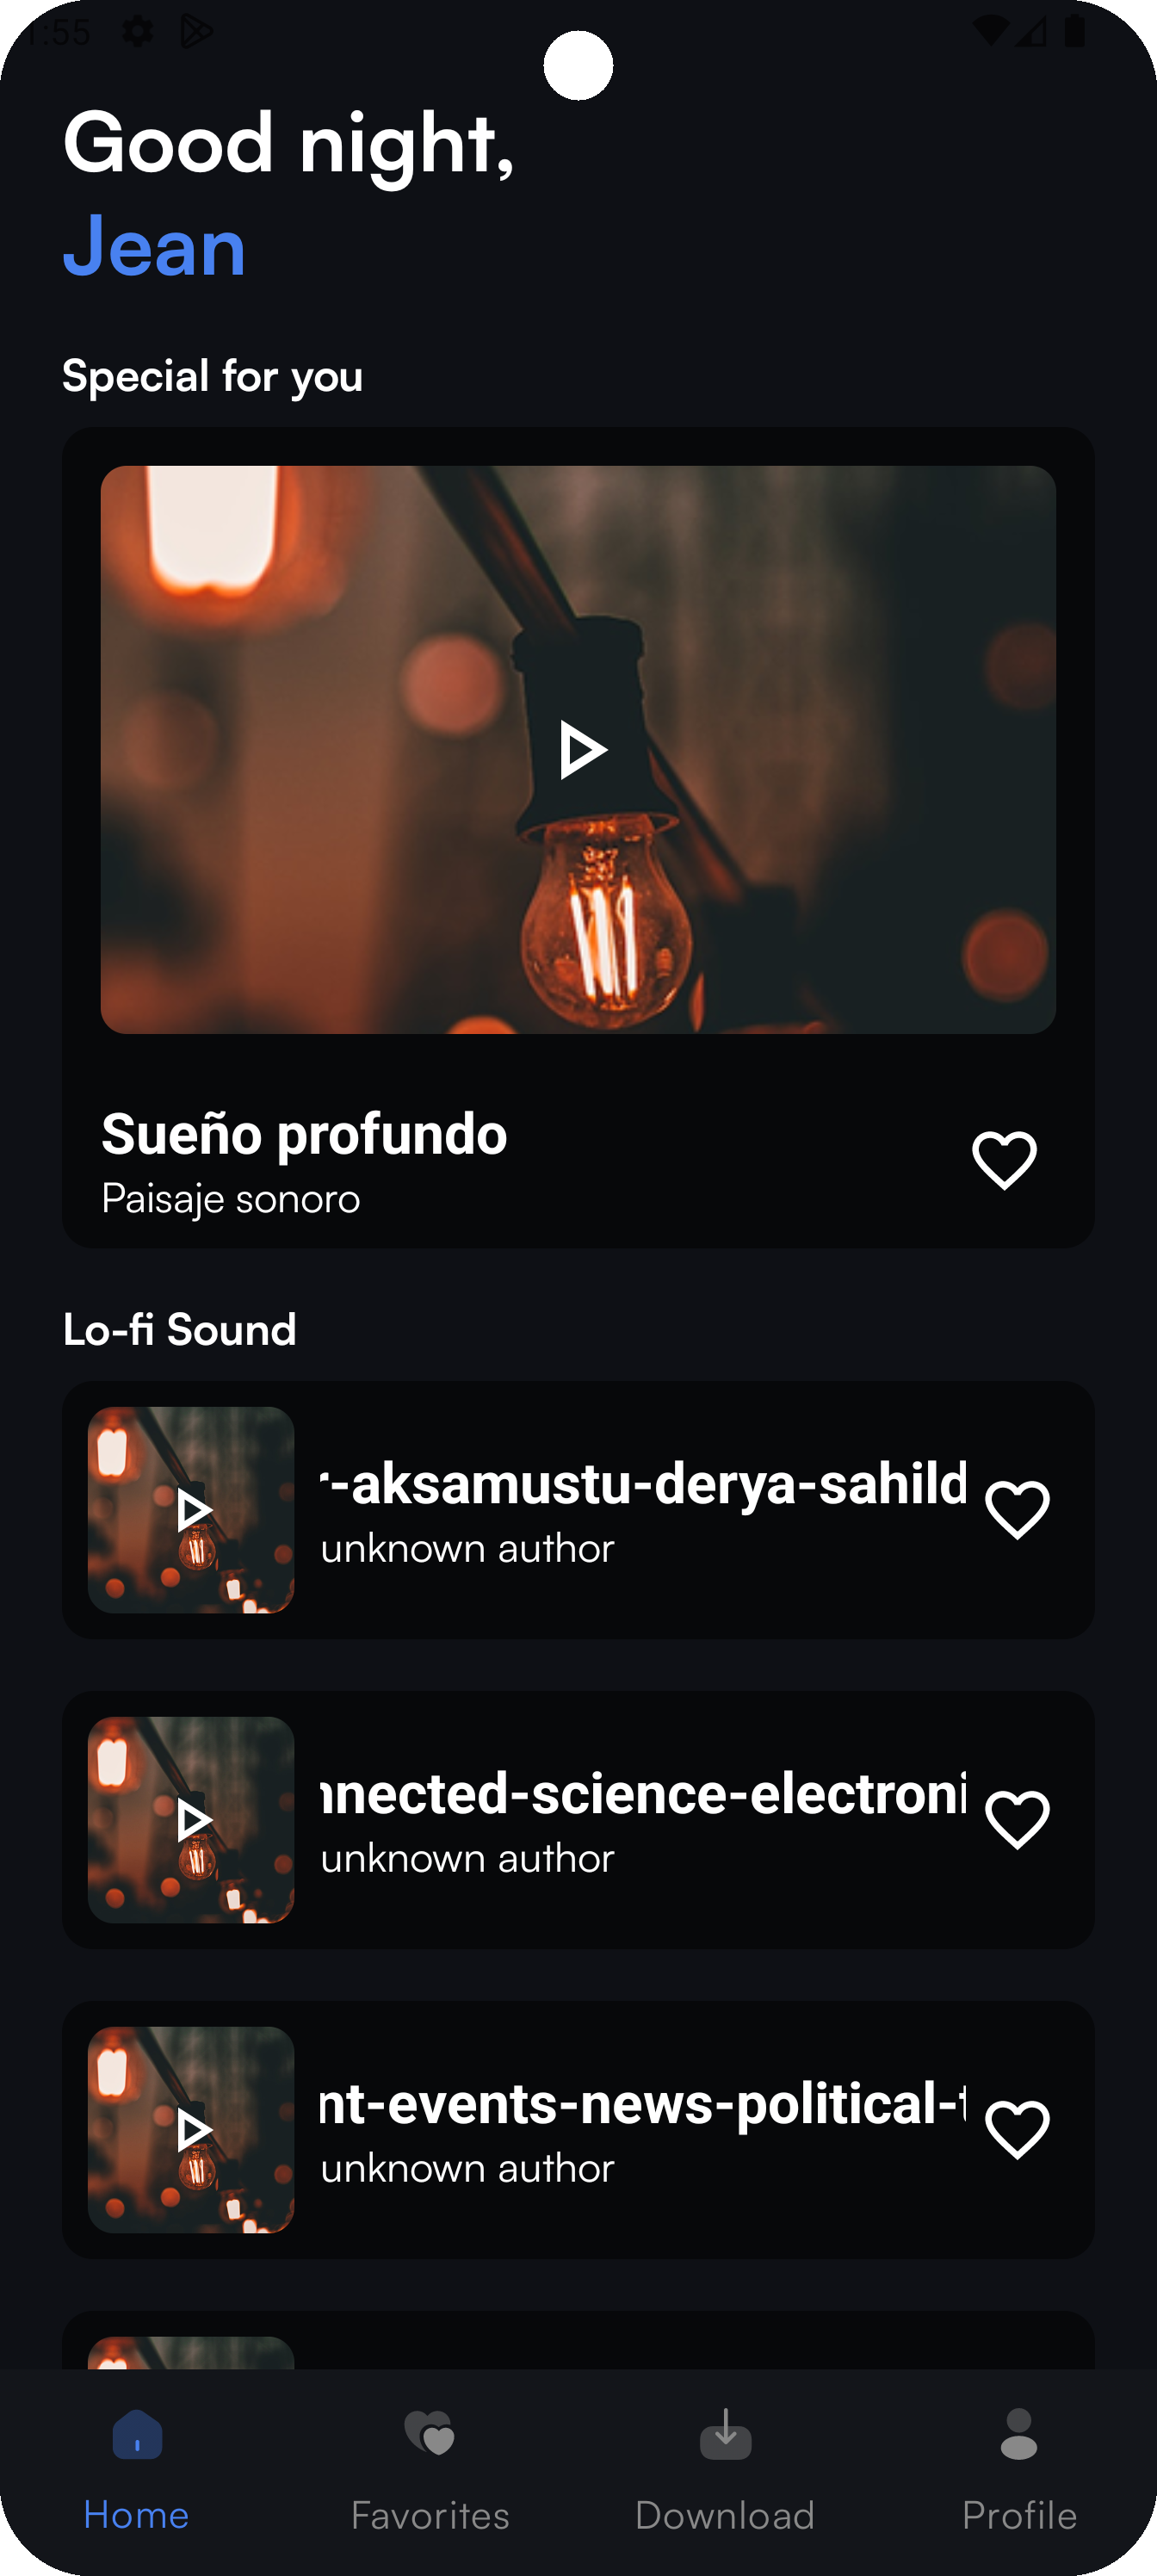 1:55
Good night,
Jean
Special for you
Sueño profundo
Paisaje sonoro
Lo-fi Sound
-aksamustu-derya-sahild
unknown author
nnected-science-electroni
unknown author
nt-events-news-political-t
unknown author
Home
Favorites
Download
Profile